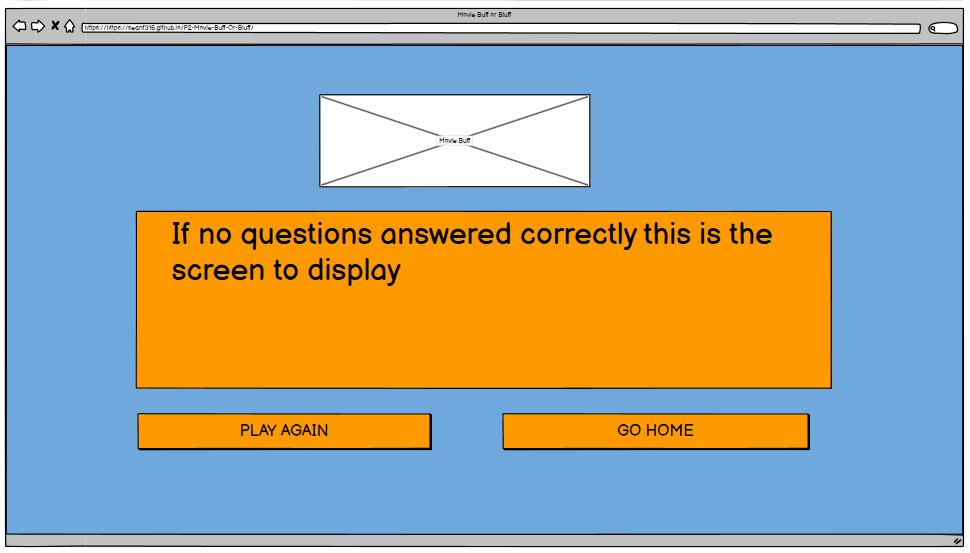 Movie Buff or Bluff
https://https://seanf316.github.io/P2-Movie-Buff-Or-Bluff/
Movie Buff
If no questions answered correctly this is the
screen to display
PLAY AGAIN
GO HOME